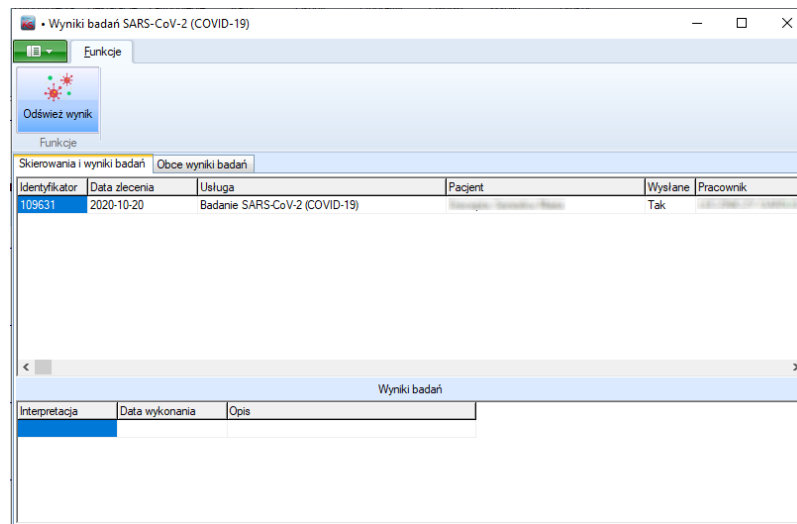 • Wyniki badań SARS-CoV-2 (COVID-19)
Funkcje
Odśwież wynik
Funkcje
Skierowania i wyniki badań Obce wyniki badań
Identyfikator Data zlecenia Usługa Pacjent Wysłane Pracownik
109631 2020-10-20 Badanie SARS-CoV-2 (COVID-19) Tak
Wyniki badań
Interpretacja Data wykonania Opis